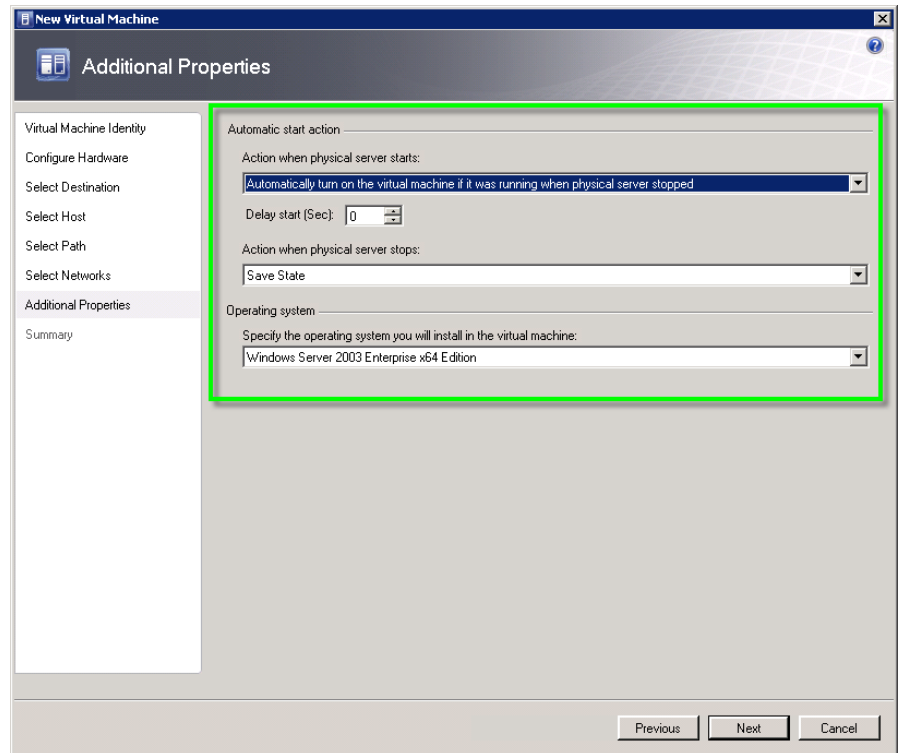 New Virtual Machine
Additional Properties
Virtual Machine Identity
Configure Hardware
Select Destination
Select Host
Select Path
Select Networks
Additional Properties
Summary
Automatic start action
Action when physical server starts:
Automatically turn on the virtual machine if it was running when physical server stopped
Delay start (Sec): 0
Action when physical server stops:
Save State
Operating system
Specify the operating system you will install in the virtual machine:
Windows Server 2003 Enterprise x64 Edition
Previous Next Cancel